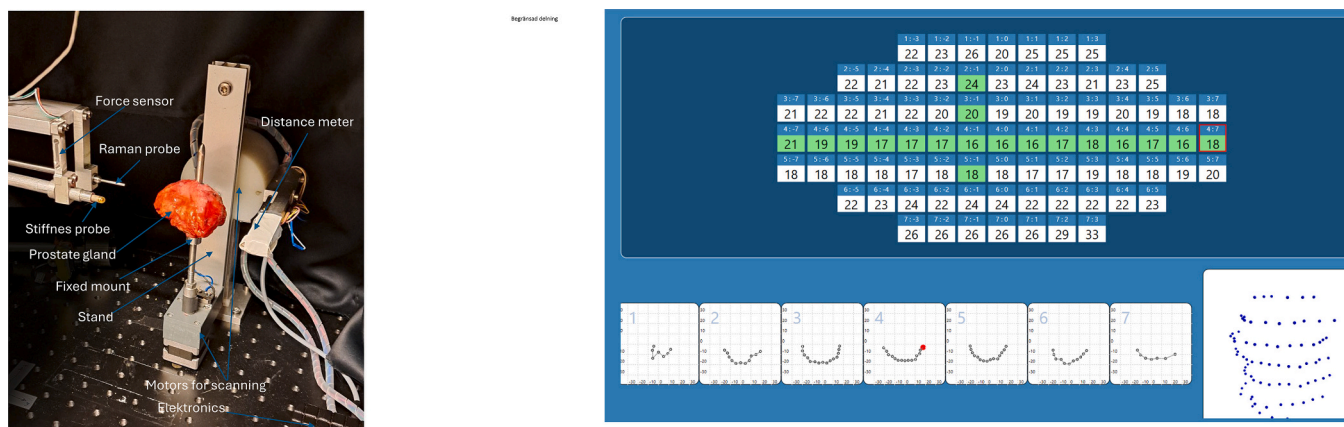 Force sensor
Distance meter
Raman probe
Stiffnes probe
Prostate gland
Fixed mount
Stand
Motors for scanning
Elektronics
Begränsad delning
1 : -3 1 : -2 1 : -1 1 : 0 1 : 1 1 : 2 1 : 3
22 23 26 20 25 25 25
2 : -5 2 : -4 2 : -3 2 : -2 2 : -1 2 : 0 2 : 1 2 : 2 2 : 3 2 : 4 2 : 5
22 21 22 23 24 23 24 23 21 23 25
3 : -7 3 : -6 3 : -5 3 : -4 3 : -3 3 : -2 3 : -1 3 : 0 3 : 1 3 : 2 3 : 3 3 : 4 3 : 5 3 : 6 3 : 7
21 22 22 21 22 20 20 19 20 19 19 20 19 18 18
4 : -7 4 : -6 4 : -5 4 : -4 4 : -3 4 : -2 4 : -1 4 : 0 4 : 1 4 : 2 4 : 3 4 : 4 4 : 5 4 : 6 4 : 7
21 19 19 17 17 17 16 16 16 17 18 16 17 16 18
5 : -7 5 : -6 5 : -5 5 : -4 5 : -3 5 : -2 5 : -1 5 : 0 5 : 1 5 : 2 5 : 3 5 : 4 5 : 5 5 : 6 5 : 7
18 18 18 18 17 18 18 18 17 17 19 18 18 19 20
6 : -5 6 : -4 6 : -3 6 : -2 6 : -1 6 : 0 6 : 1 6 : 2 6 : 3 6 : 4 6 : 5
22 23 24 22 24 24 22 22 22 22 23
7 : -3 7 : -2 7 : -1 7 : 0 7 : 1 7 : 2 7 : 3
26 26 26 26 26 29 33
1 2 3 4 5 6 7